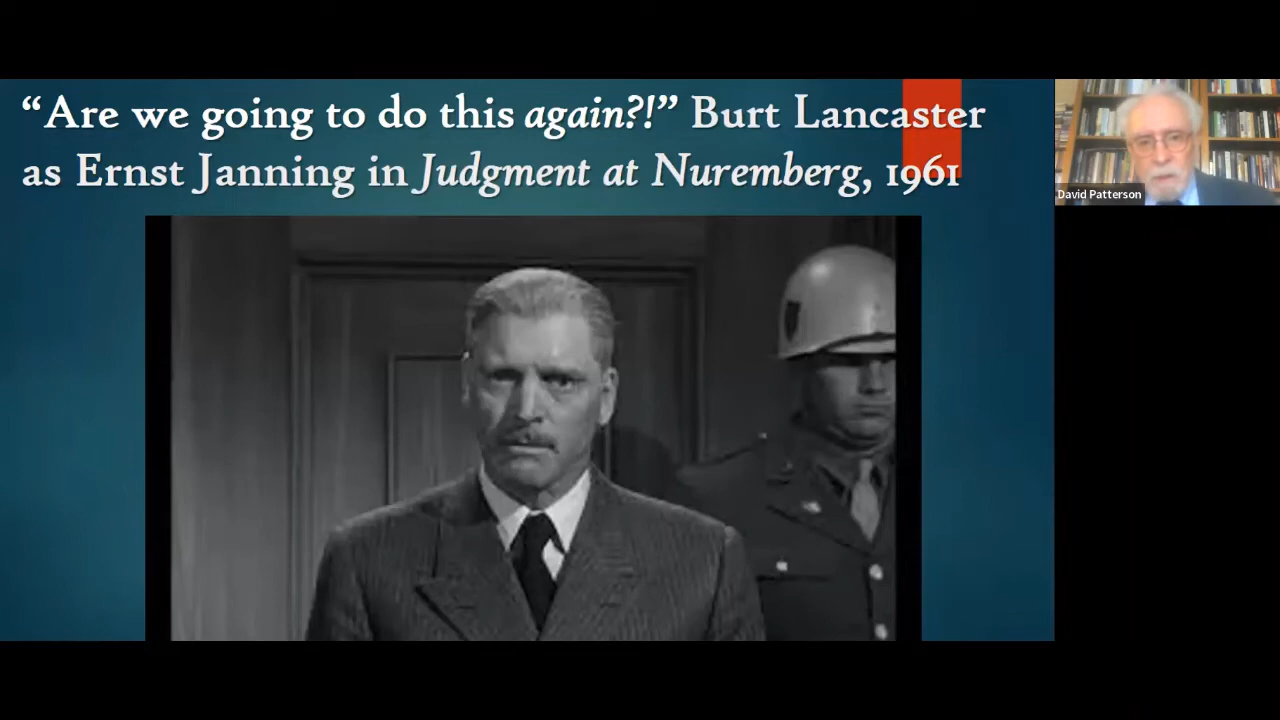 “Are we going to do this again?!” Burt Lancaster
as Ernst Janning in Judgment at Nuremberg, 1961
David Patterson